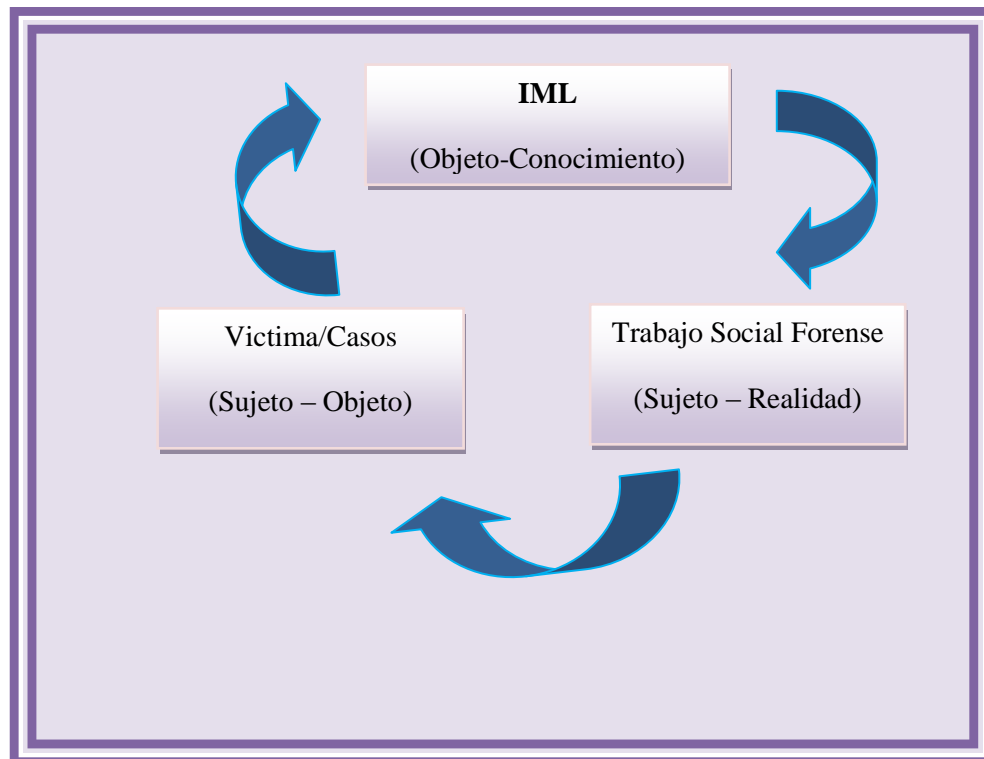 IML
(Objeto-Conocimiento)
Victima/Casos
(Sujeto – Objeto)
Trabajo Social Forense
(Sujeto – Realidad)